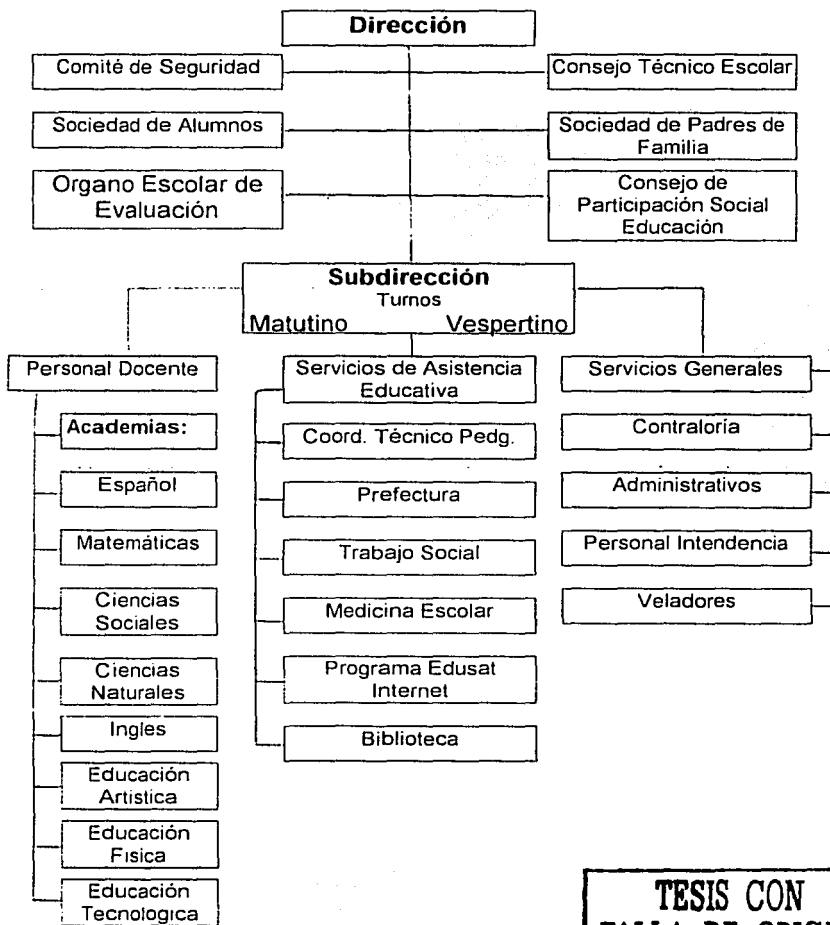 Dirección
Comité de Seguridad
Consejo Técnico Escolar
Sociedad de Alumnos
Sociedad de Padres de
Familia
Organo Escolar de
Evaluación
Consejo de
Participación Social
Educación
Subdirección
Turnos
Matutino Vespertino
Personal Docente
Academias:
Español
Matemáticas
Ciencias
Sociales
Ciencias
Naturales
Ingles
Educación
Artistica
Educación
Fisica
Educación
Tecnologica
Servicios de Asistencia
Educativa
Coord. Técnico Pedg.
Prefectura
Trabajo Social
Medicina Escolar
Programa Edusat
Internet
Biblioteca
Servicios Generales
Contraloría
Administrativos
Personal Intendencia
Veladores
TESIS CON